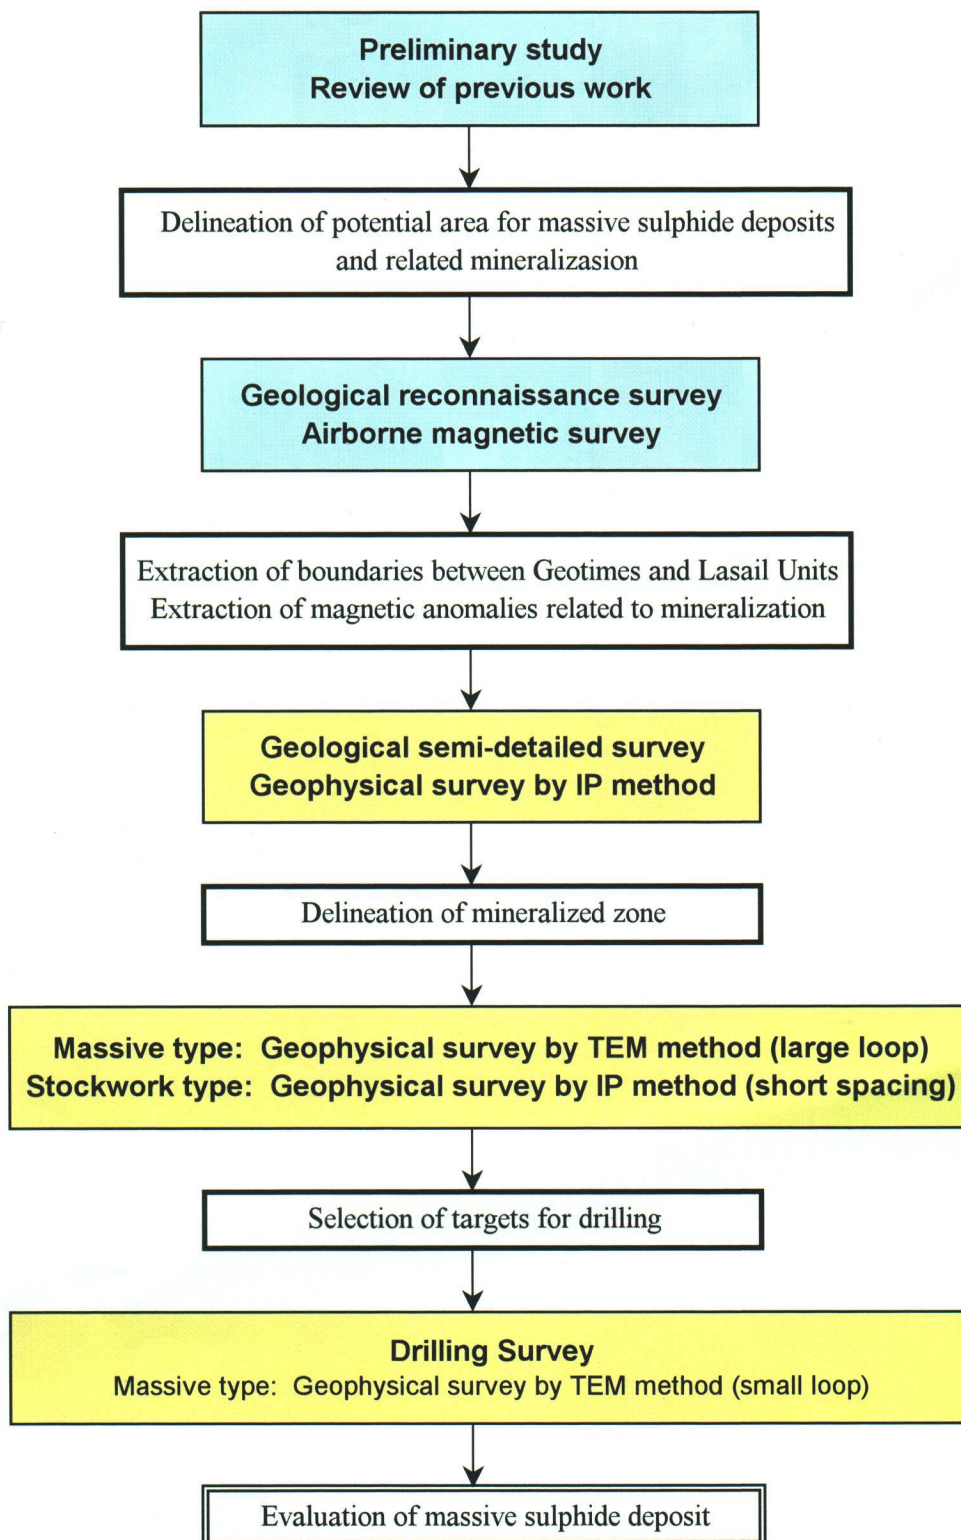 Preliminary study
Review of previous work
Delineation of potential area for massive sulphide deposits
and related mineralizasion
Geological reconnaissance survey
Airborne magnetic survey
Extraction of boundaries between Geotimes and Lasail Units
Extraction of magnetic anomalies related to mineralization
Geological semi-detailed survey
Geophysical survey by IP method
Delineation of mineralized zone
Massive type: Geophysical survey by TEM method (large loop)
Stockwork type: Geophysical survey by IP method (short spacing)
Selection of targets for drilling
Drilling Survey
Massive type: Geophysical survey by TEM method (small loop)
Evaluation of massive sulphide deposit